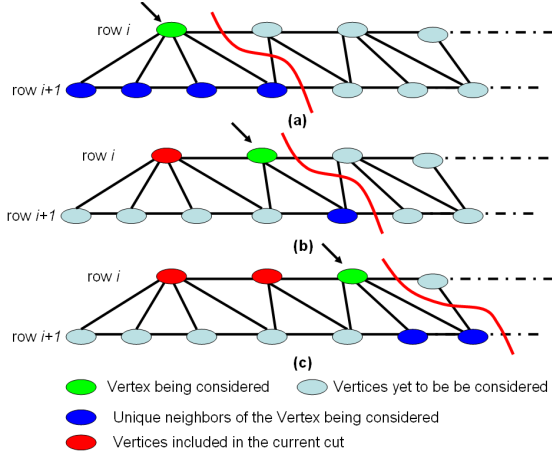 row i
row i+1
(a)
row i
row i+1
(b)
row i
row i+1
(c)
Vertex being considered
Vertices yet to be be considered
Unique neighbors of the Vertex being considered
Vertices included in the current cut